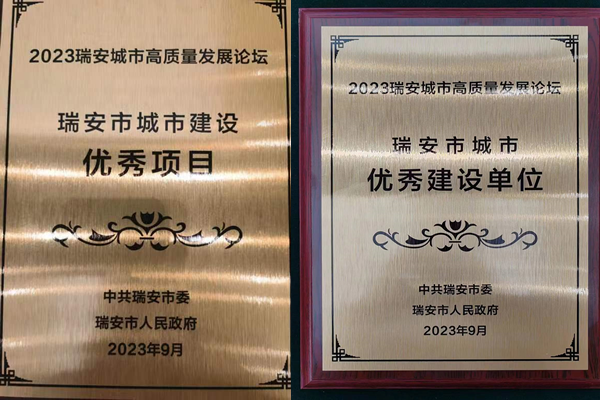 2023瑞安城市高质量发展论坛
瑞安市城市建设
优秀项目
中共瑞安市委
瑞安市人民政府
2023年9月
2023瑞安城市高质量发展论坛
瑞安市城市
优秀建设单位
中共瑞安市委
瑞安市人民政府
2023年9月